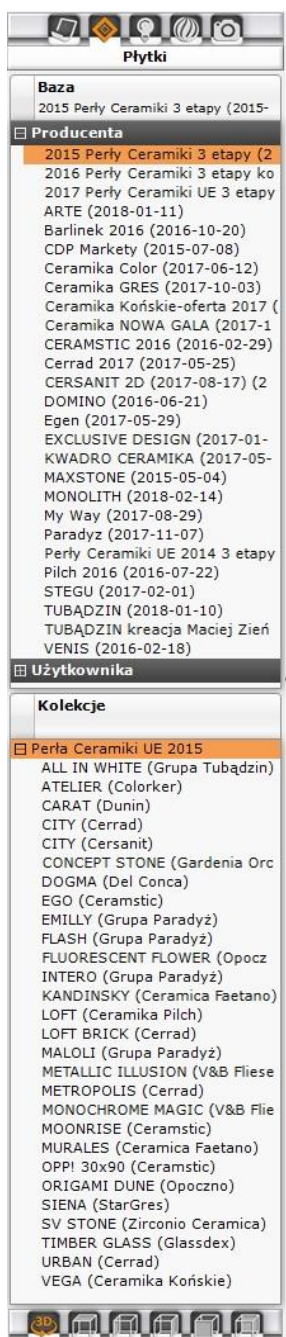 Płytki
Baza
2015 Perły Ceramiki 3 etapy (2015-
Producenta
2015 Perły Ceramiki 3 etapy (2
2016 Perły Ceramiki 3 etapy ko
2017 Perły Ceramiki UE 3 etapy
ARTE (2018-01-11)
Barlinek 2016 (2016-10-20)
CDP Markety (2015-07-08)
Ceramika Color (2017-06-12)
Ceramika GRES (2017-10-03)
Ceramika Końskie-oferta 2017 (
Ceramika NOWA GALA (2017-1
CERAMSTIC 2016 (2016-02-29)
Cerrad 2017 (2017-05-25)
CERSANIT 2D (2017-08-17) (2
DOMINO (2016-06-21)
Egen (2017-05-29)
EXCLUSIVE DESIGN (2017-01-
KWADRO CERAMIKA (2017-05-
MAXSTONE (2015-05-04)
MONOLITH (2018-02-14)
My Way (2017-08-29)
Paradyz (2017-11-07)
Perły Ceramiki UE 2014 3 etapy
Pilch 2016 (2016-07-22)
STEGU (2017-02-01)
TUBĄDZIN (2018-01-10)
TUBĄDZIN kreacja Maciej Zień
VENIS (2016-02-18)
Użytkownika
Kolekcje
Perła Ceramiki UE 2015
ALL IN WHITE (Grupa Tubądzin)
ATELIER (Colorker)
CARAT (Dunin)
CITY (Cerrad)
CITY (Cersanit)
CONCEPT STONE (Gardenia Orc
DOGMA (Del Conca)
EGO (Ceramstic)
EMILLY (Grupa Paradyż)
FLASH (Grupa Paradyż)
FLUORESCENT FLOWER (Opocz
INTERO (Grupa Paradyż)
KANDINSKY (Ceramica Faetano)
LOFT (Ceramika Pilch)
LOFT BRICK (Cerrad)
MALOLI (Grupa Paradyż)
METALLIC ILLUSION (V&B Fliese
METROPOLIS (Cerrad)
MONOCHROME MAGIC (V&B Flie
MOONRISE (Ceramstic)
MURALES (Ceramica Faetano)
OPP! 30x90 (Ceramstic)
ORIGAMI DUNE (Opoczno)
SIENA (StarGres)
SV STONE (Zirconio Ceramica)
TIMBER GLASS (Glassdex)
URBAN (Cerrad)
VEGA (Ceramika Końskie)
3D